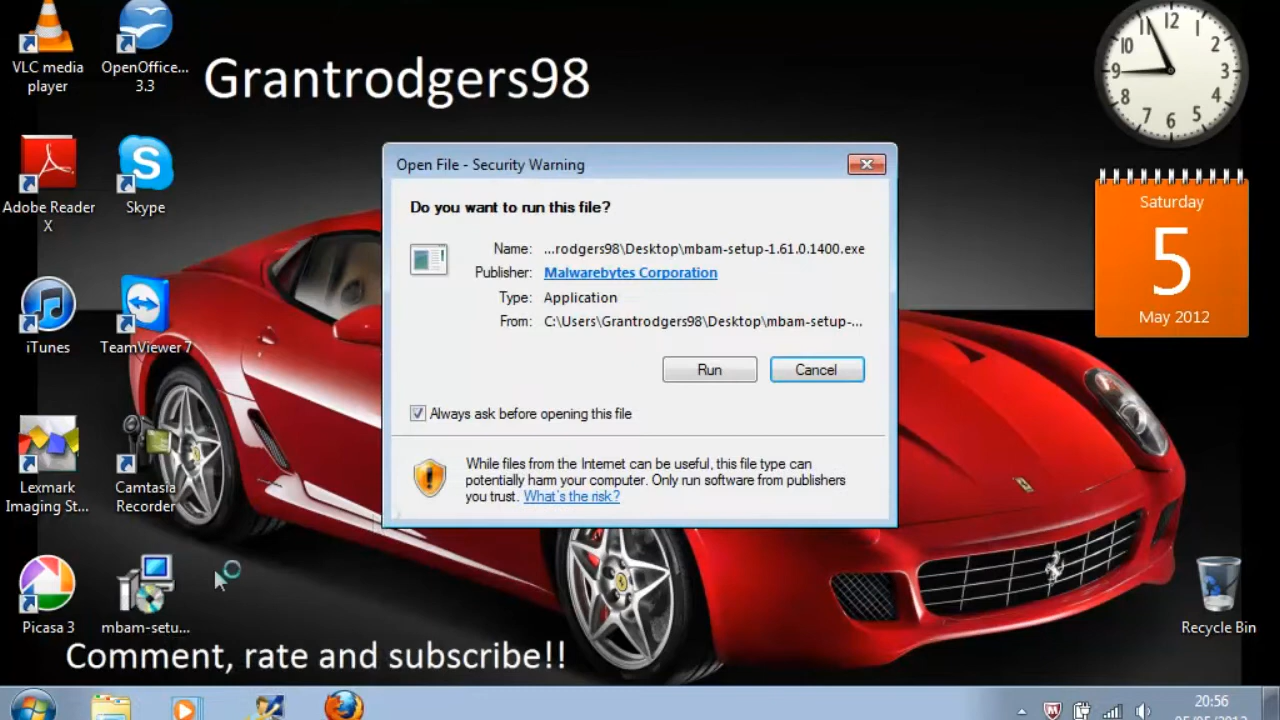 VLC media
player
OpenOffice...
3.3
Grantrodgers98
Adobe Reader
X
Skype
iTunes
TeamViewer 7
Lexmark
Imaging St...
Camtasia
Recorder
Picasa 3
mbam-setu...
Comment, rate and subscribe!!
Open File - Security Warning
Do you want to run this file?
Name: ...rodgers98\Desktop\mbam-setup-1.61.0.1400.exe
Publisher: Malwarebytes Corporation
Type: Application
From: C:\Users\Grantrodgers98\Desktop\mbam-setup-...
Run
Cancel
Always ask before opening this file
While files from the Internet can be useful, this file type can
potentially harm your computer. Only run software from publishers
you trust. What's the risk?
12
1
2
3
4
5
6
7
8
9
10
11
Saturday
5
May 2012
Recycle Bin
20:56